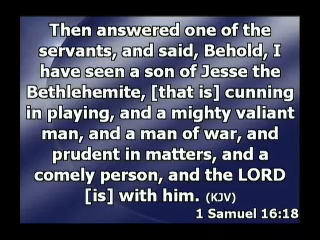 Then answered one of the
servants, and said, Behold, I
have seen a son of Jesse the
Bethlehemite, [that is] cunning
in playing, and a mighty valiant
man, and a man of war, and
prudent in matters, and a
comely person, and the LORD
[is] with him. (KJV)
1 Samuel 16:18